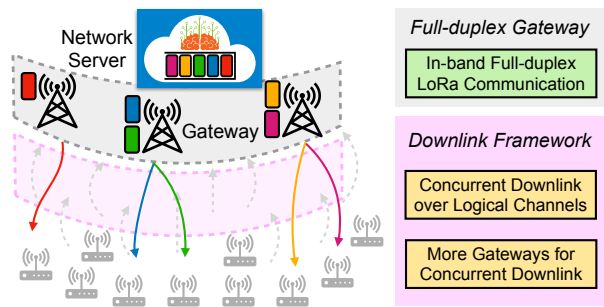 Network
Server
Gateway
Full-duplex Gateway
In-band Full-duplex
LoRa Communication
Downlink Framework
Concurrent Downlink
over Logical Channels
More Gateways for
Concurrent Downlink